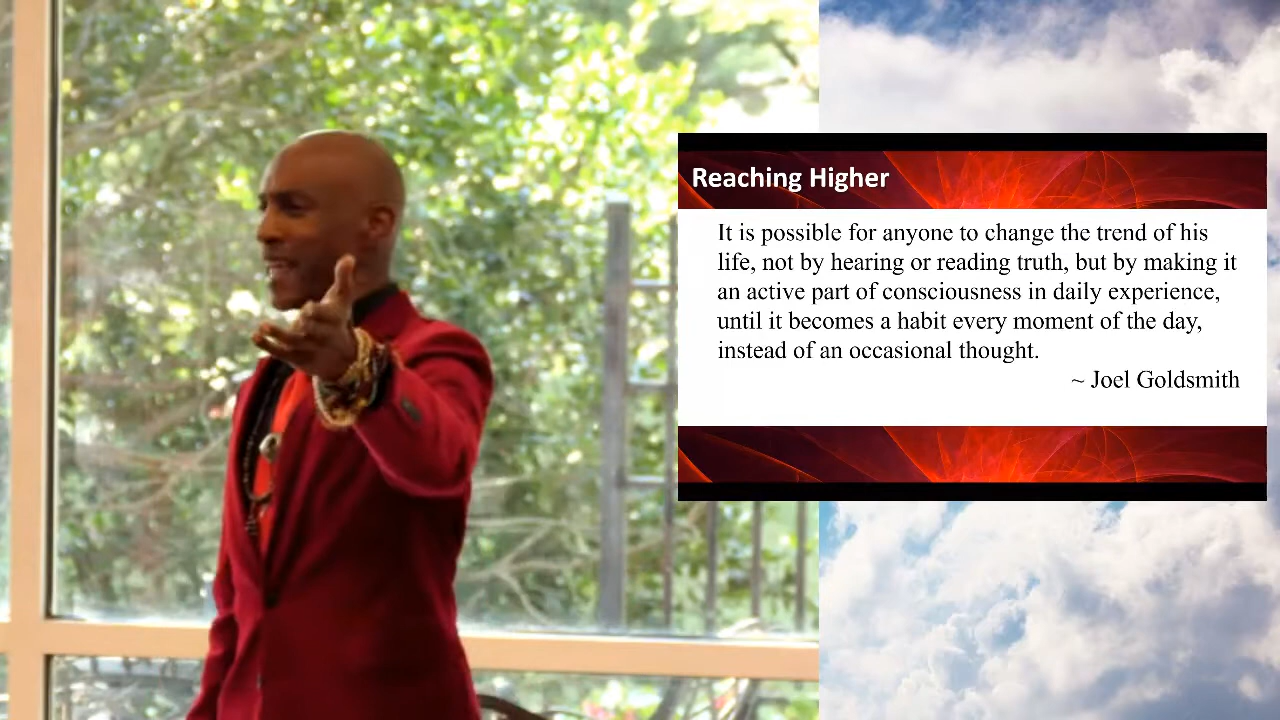 Reaching Higher
It is possible for anyone to change the trend of his
life, not by hearing or reading truth, but by making it
an active part of consciousness in daily experience,
until it becomes a habit every moment of the day,
instead of an occasional thought.
~ Joel Goldsmith